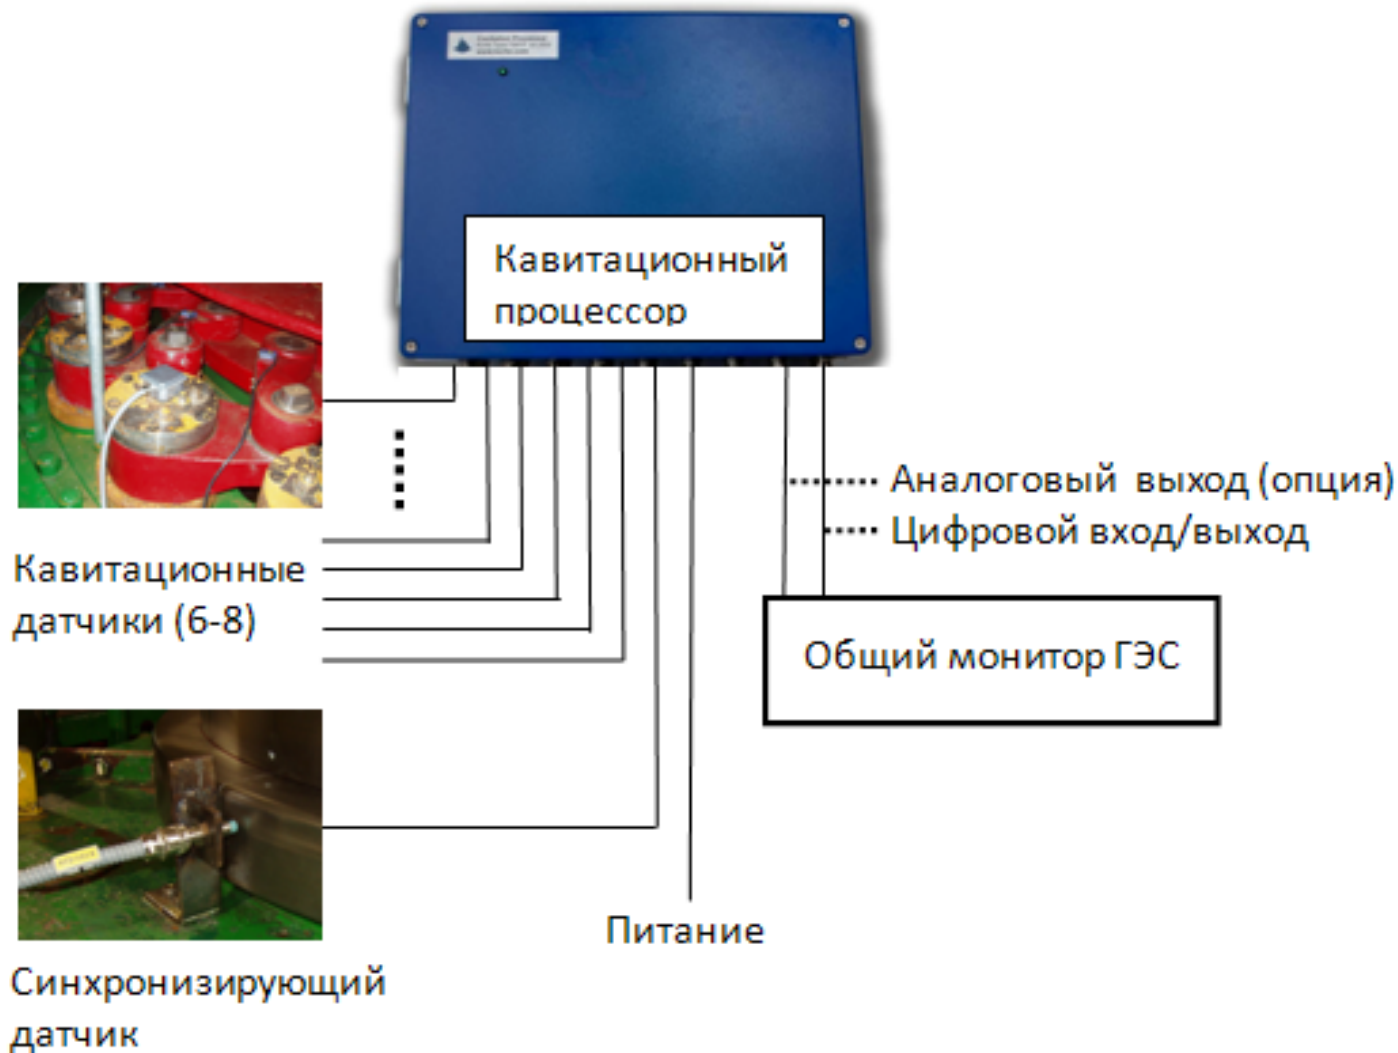 Кавитационный
процессор
Кавитационные
датчики (6-8)
Аналоговый выход (опция)
Цифровой вход/выход
Общий монитор ГЭС
Питание
Синхронизирующий
датчик